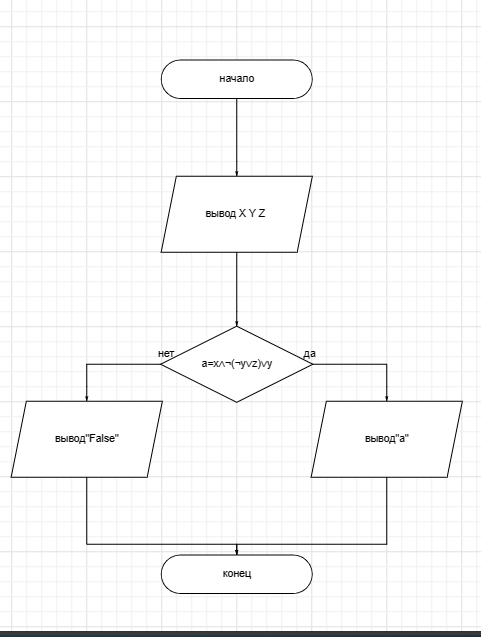 начало
вывод X Y Z
нет
да
a=x∧¬(¬y∨z)∨y
вывод"False"
вывод"a"
конец